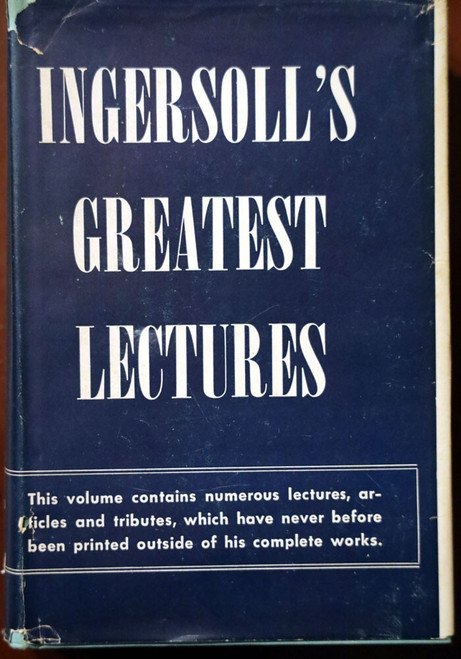 INGERSOLL'S
GREATEST
LECTURES
This volume contains numerous lectures, ar-
ticles and tributes, which have never before
been printed outside of his complete works.